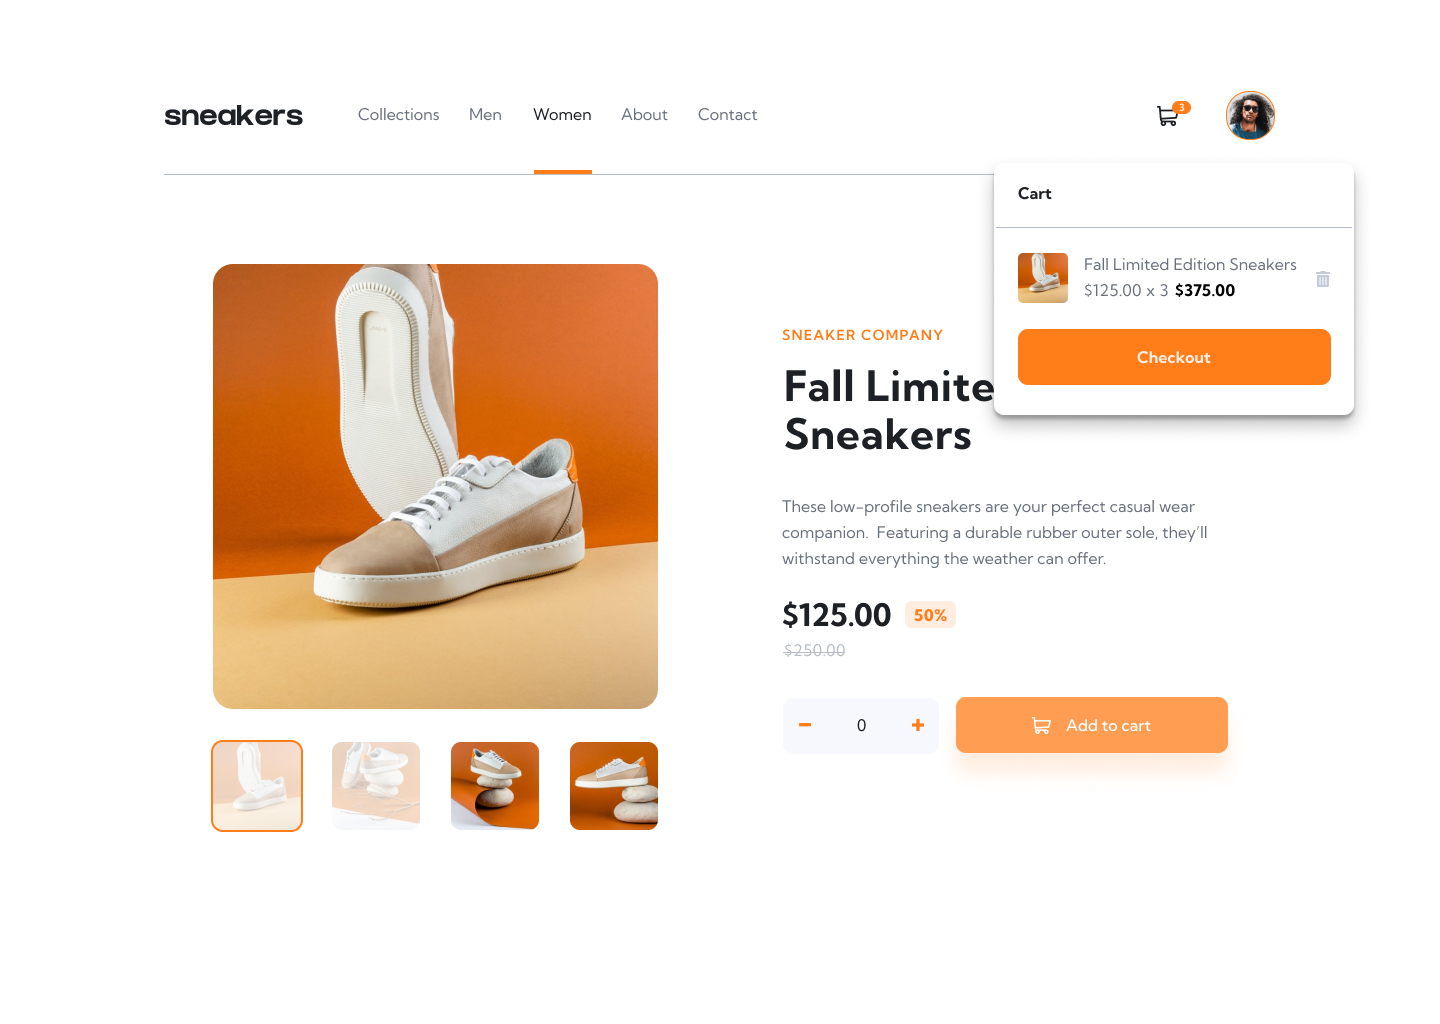 sneakers
Collections Men Women About Contact
3
Cart
Fall Limited Edition Sneakers
$125.00 x 3 $375.00
Checkout
SNEAKER COMPANY
Fall Limite
Sneakers
These low-profile sneakers are your perfect casual wear
companion. Featuring a durable rubber outer sole, they’ll
withstand everything the weather can offer.
$125.00 50%
$250.00
0
Add to cart